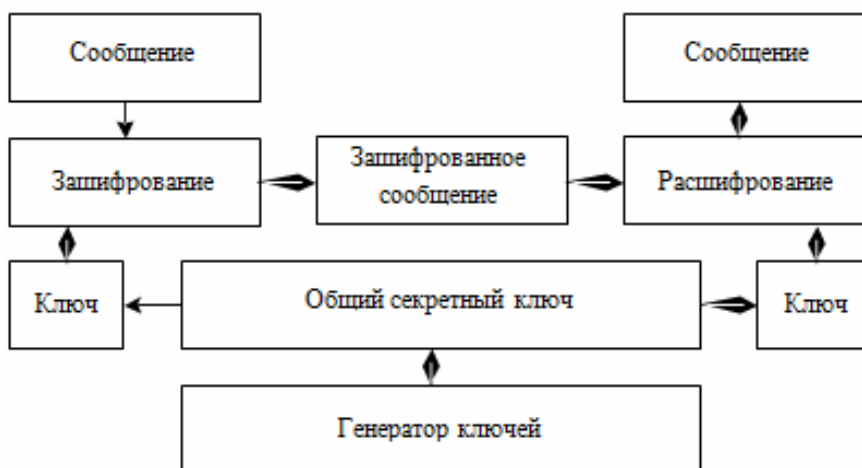 Сообщение
Сообщение
Зашифрование
Зашифрованное
сообщение
Расшифрование
Ключ
Общий секретный ключ
Ключ
Генератор ключей